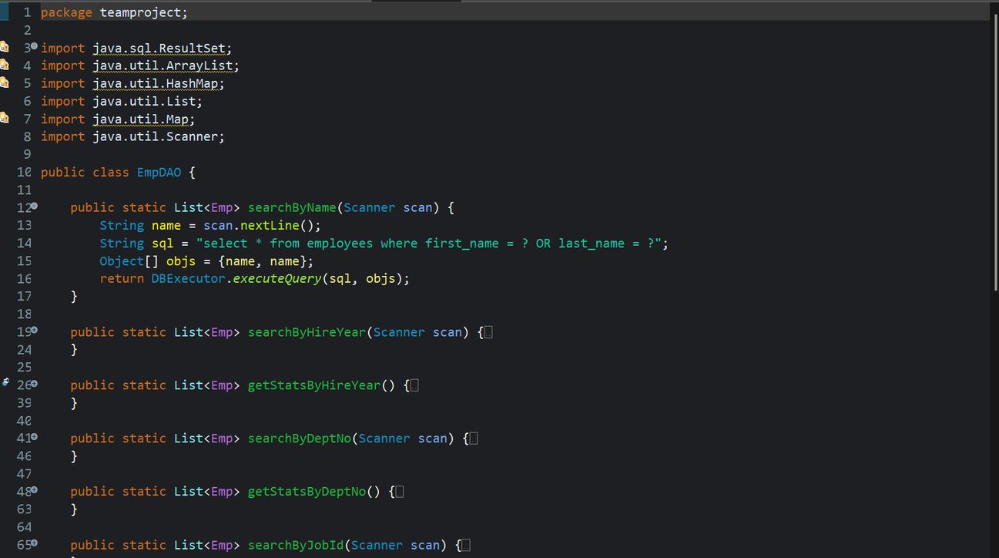 1 package teamproject;
2
3 import java.sql.ResultSet;
4 import java.util.ArrayList;
5 import java.util.HashMap;
6 import java.util.List;
7 import java.util.Map;
8 import java.util.Scanner;
9
10 public class EmpDAO {
11
12 public static List<Emp> searchByName(Scanner scan) {
13 String name = scan.nextLine();
14 String sql = "select * from employees where first_name = ? OR last_name = ?";
15 Object[] objs = {name, name};
16 return DBExecutor.executeQuery(sql, objs);
17 }
18
19 public static List<Emp> searchByHireYear(Scanner scan) {
24 }
25
26 public static List<Emp> getStatsByHireYear() {
39 }
40
41 public static List<Emp> searchByDeptNo(Scanner scan) {
46 }
47
48 public static List<Emp> getStatsByDeptNo() {
63 }
64
65 public static List<Emp> searchByJobId(Scanner scan) {